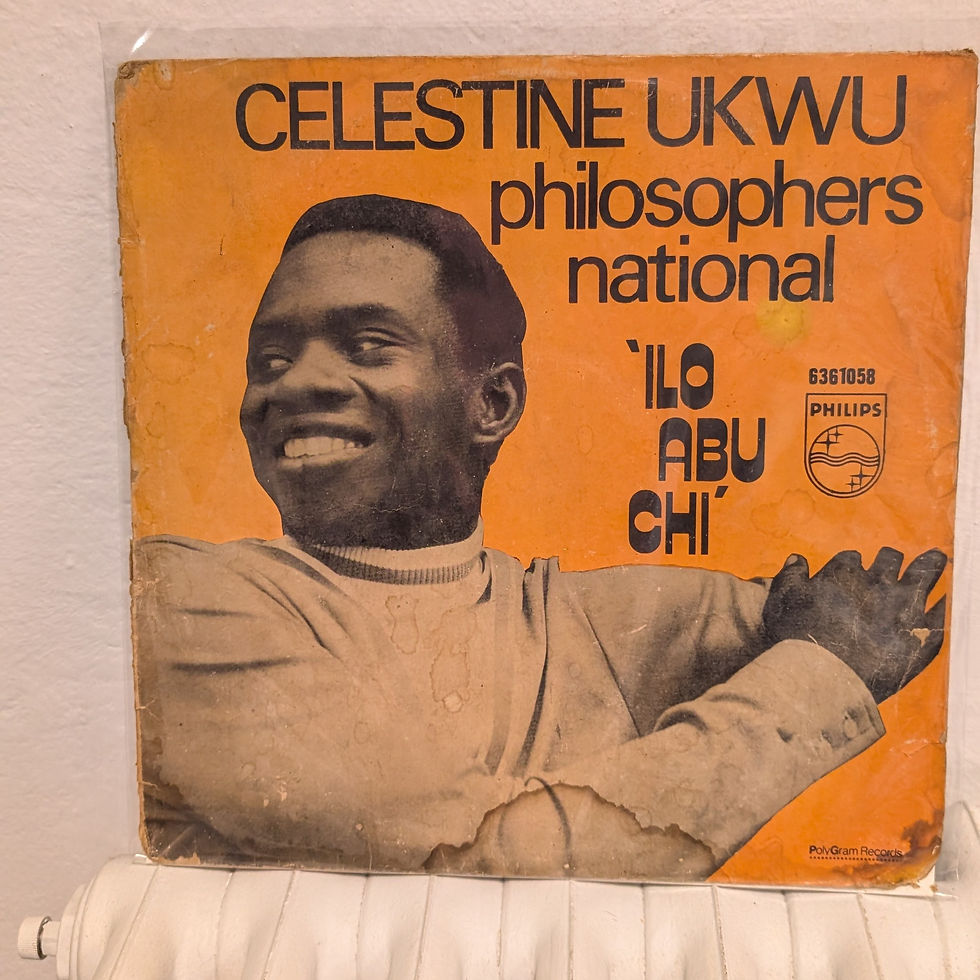 CELESTINE UKWU
philosophers
national
‵ILO
ABU
CHI′
6361058
PHILIPS
PolyGram Records